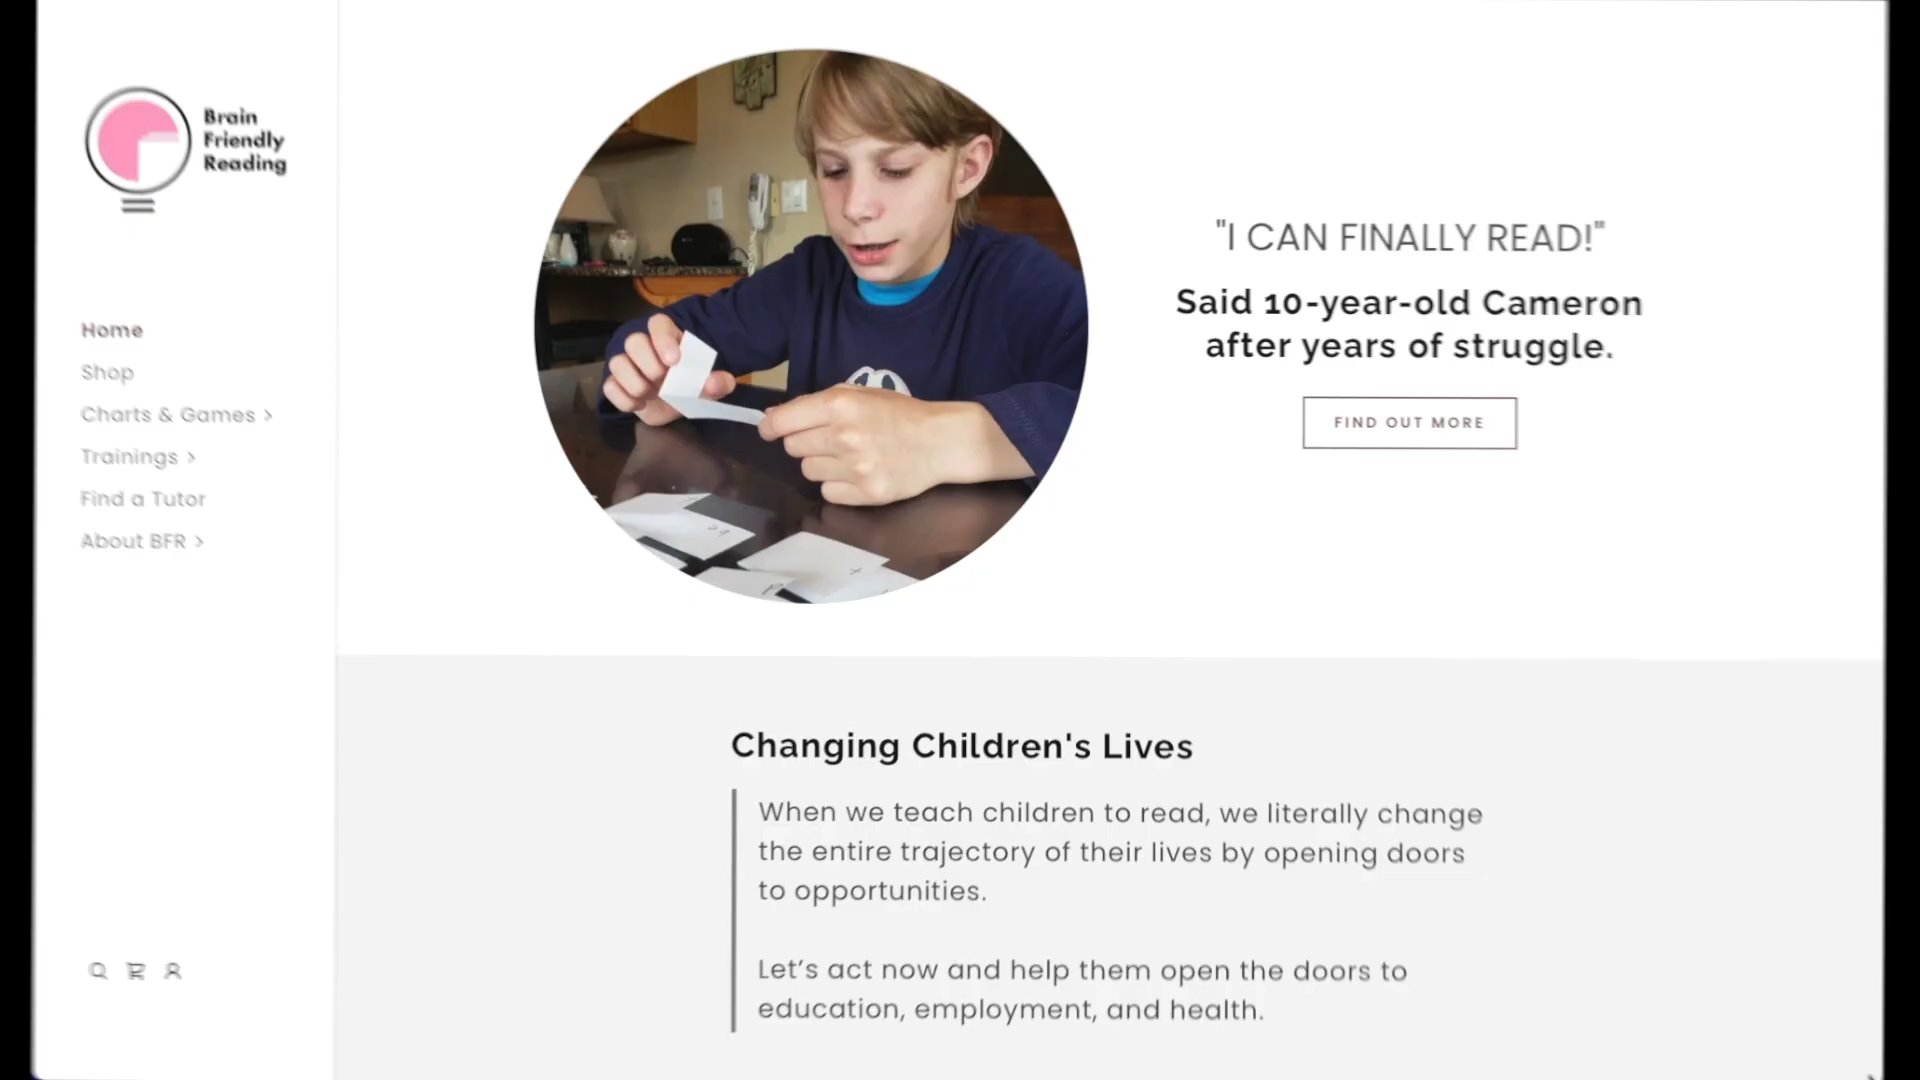 Brain
Friendly
Reading
Home
Shop
Charts & Games >
Trainings >
Find a Tutor
About BFR >
"I CAN FINALLY READ!"
Said 10-year-old Cameron
after years of struggle.
FIND OUT MORE
Changing Children's Lives
When we teach children to read, we literally change
the entire trajectory of their lives by opening doors
to opportunities.
Let’s act now and help them open the doors to
education, employment, and health.